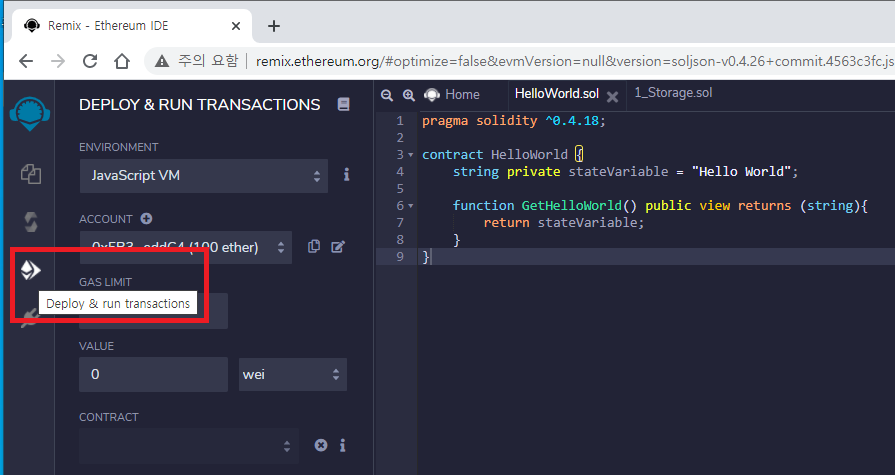 Remix - Ethereum IDE
주의 요함 | remix.ethereum.org/#optimize=false&evmVersion=null&version=soljson-v0.4.26+commit.4563c3fc.js
DEPLOY & RUN TRANSACTIONS
ENVIRONMENT
JavaScript VM
ACCOUNT
(100 ether)
GAS LIMIT
Deploy & run transactions
VALUE
0 wei
CONTRACT
Home HelloWorld.sol 1_Storage.sol
1 pragma solidity ^0.4.18;
2
3 contract HelloWorld {
4 string private stateVariable = "Hello World";
5
6 function GetHelloWorld() public view returns (string){
7 return stateVariable;
8 }
9 }